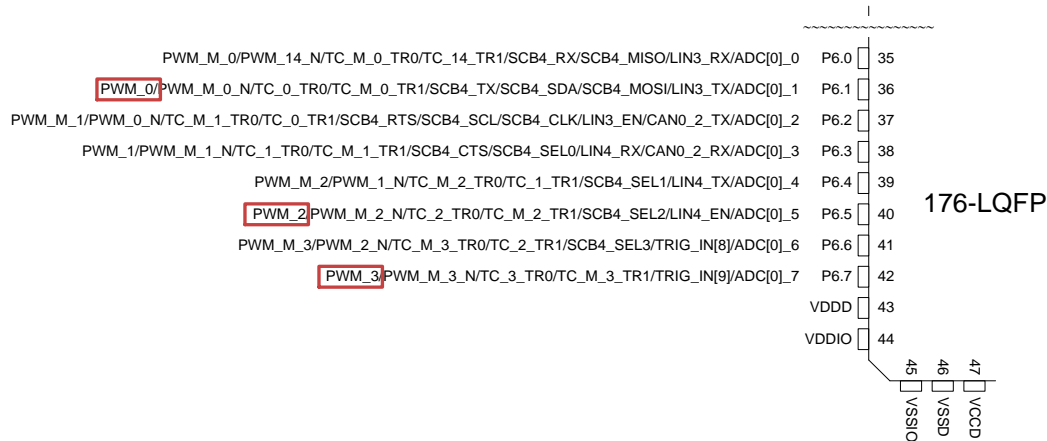 PWM_M_0/PWM_14_N/TC_M_0_TR0/TC_14_TR1/SCB4_RX/SCB4_MISO/LIN3_RX/ADC[0]_0 P6.0 35
PWM_0/PWM_M_0_N/TC_0_TR0/TC_M_0_TR1/SCB4_TX/SCB4_SDA/SCB4_MOSI/LIN3_TX/ADC[0]_1 P6.1 36
PWM_M_1/PWM_0_N/TC_M_1_TR0/TC_0_TR1/SCB4_RTS/SCB4_SCL/SCB4_CLK/LIN3_EN/CAN0_2_TX/ADC[0]_2 P6.2 37
PWM_1/PWM_M_1_N/TC_1_TR0/TC_M_1_TR1/SCB4_CTS/SCB4_SEL0/LIN4_RX/CAN0_2_RX/ADC[0]_3 P6.3 38
PWM_M_2/PWM_1_N/TC_M_2_TR0/TC_1_TR1/SCB4_SEL1/LIN4_TX/ADC[0]_4 P6.4 39
PWM_2/PWM_M_2_N/TC_2_TR0/TC_M_2_TR1/SCB4_SEL2/LIN4_EN/ADC[0]_5 P6.5 40
176-LQFP
PWM_M_3/PWM_2_N/TC_M_3_TR0/TC_2_TR1/SCB4_SEL3/TRIG_IN[8]/ADC[0]_6 P6.6 41
PWM_3/PWM_M_3_N/TC_3_TR0/TC_M_3_TR1/TRIG_IN[9]/ADC[0]_7 P6.7 42
VDDD 43
VDDIO 44
45 46 47
VSSIO VSSD VCCD